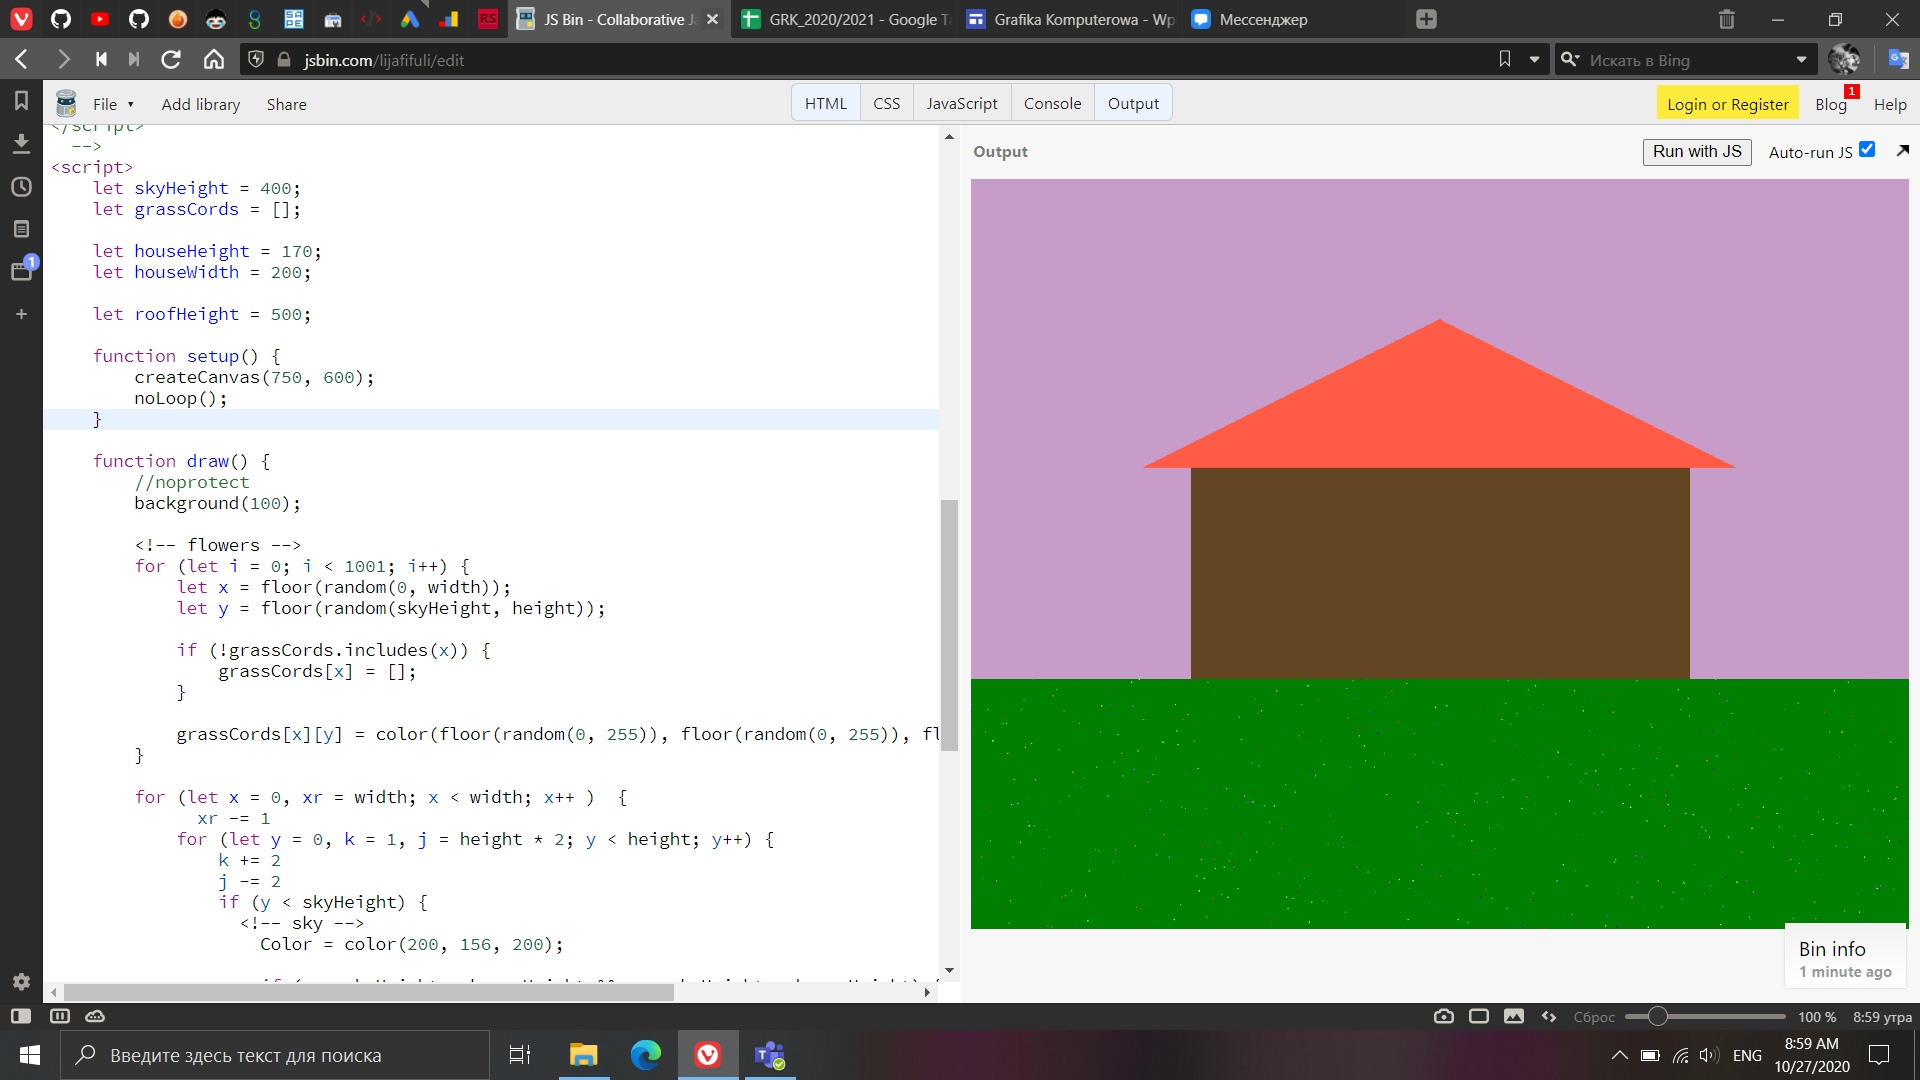 JS Bin - Collaborative J
GRK_2020/2021 - Google T
Grafika Komputerowa - Wp
Мессенджер
jsbin.com/lijafifuli/edit
Искать в Bing
File
Add library
Share
HTML
CSS
JavaScript
Console
Output
Login or Register
Blog
1
Help
</script>
-->
<script>
let skyHeight = 400;
let grassCords = [];
let houseHeight = 170;
let houseWidth = 200;
let roofHeight = 500;
function setup() {
createCanvas(750, 600);
noLoop();
}
function draw() {
//noprotect
background(100);
<!-- flowers -->
for (let i = 0; i < 1001; i++) {
let x = floor(random(0, width));
let y = floor(random(skyHeight, height));
if (!grassCords.includes(x)) {
grassCords[x] = [];
}
grassCords[x][y] = color(floor(random(0, 255)), floor(random(0, 255)), fl
}
for (let x = 0, xr = width; x < width; x++ ) {
xr -= 1
for (let y = 0, k = 1, j = height * 2; y < height; y++) {
k += 2
j -= 2
if (y < skyHeight) {
<!-- sky -->
Color = color(200, 156, 200);
Output
Run with JS
Auto-run JS
Bin info
1 minute ago
1
RS
Сброс
100 %
8:59 утра
Введите здесь текст для поиска
ENG
8:59 AM
10/27/2020